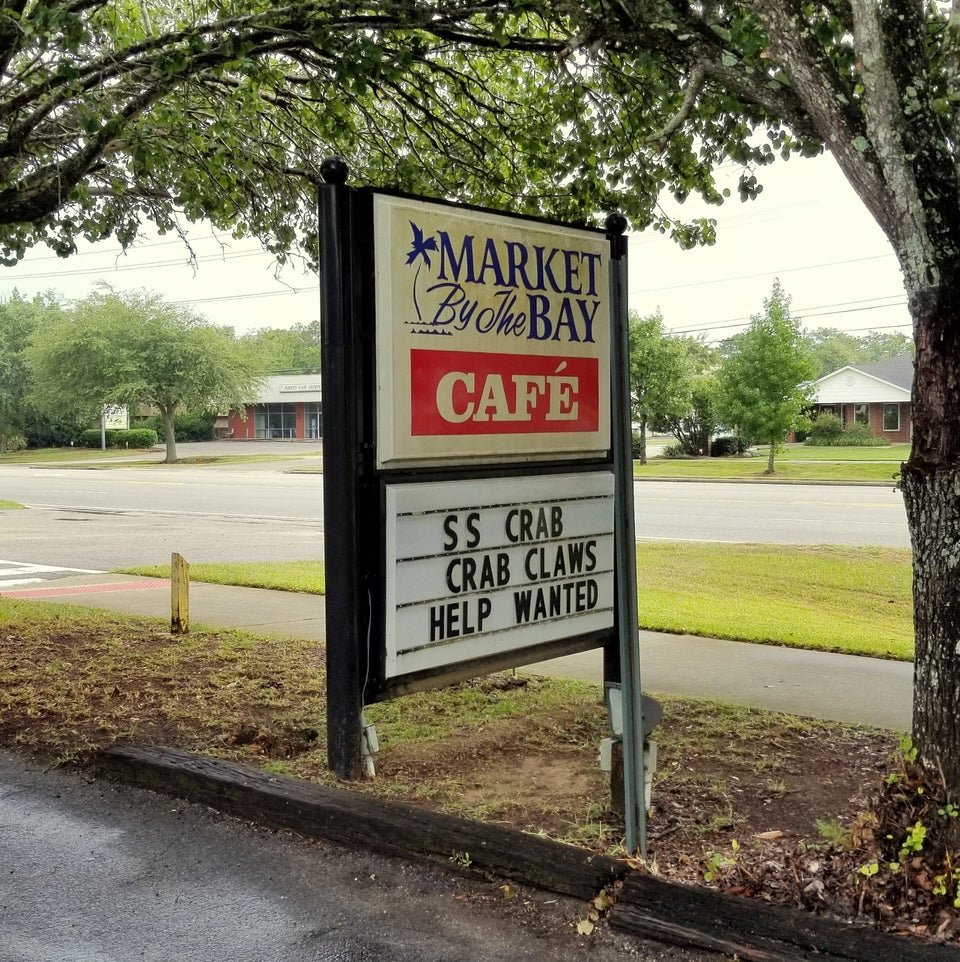 MARKET
By The BAY
CAFÉ
SS CRAB
CRAB CLAWS
HELP WANTED